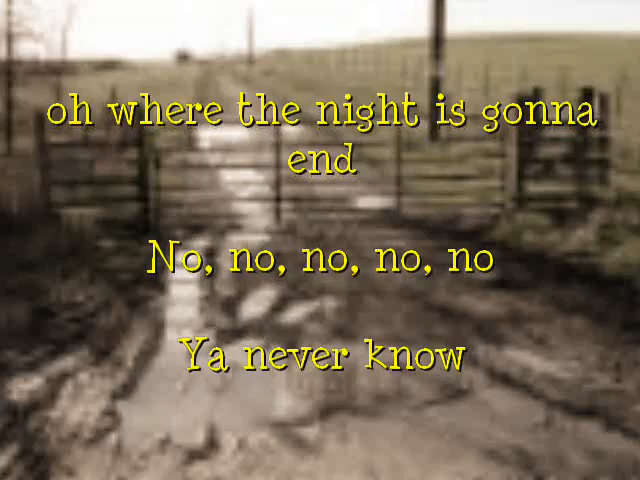 oh where the night is gonna
end
No, no, no, no, no
Ya never know